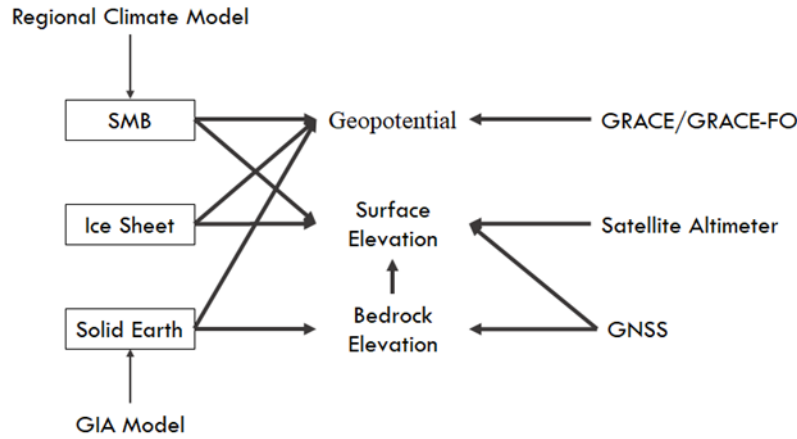 Regional Climate Model
SMB
Geopotential
GRACE/GRACE-FO
Ice Sheet
Surface
Elevation
Satellite Altimeter
Solid Earth
Bedrock
Elevation
GNSS
GIA Model